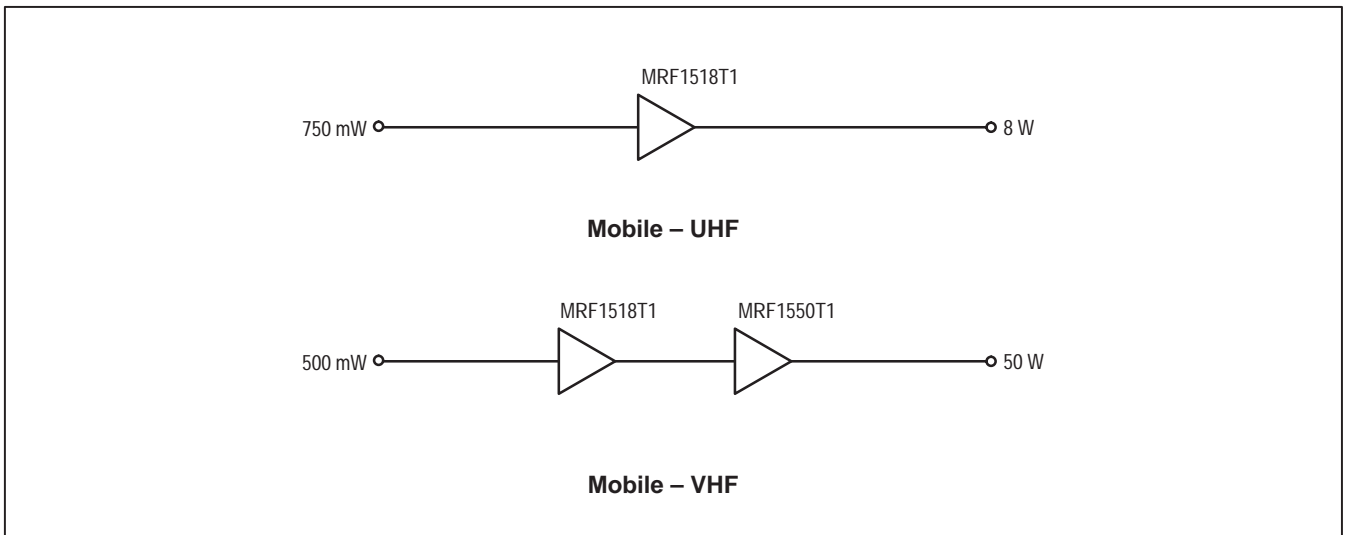 MRF1518T1
750 mW
8 W
Mobile – UHF
MRF1518T1 MRF1550T1
500 mW
50 W
Mobile – VHF